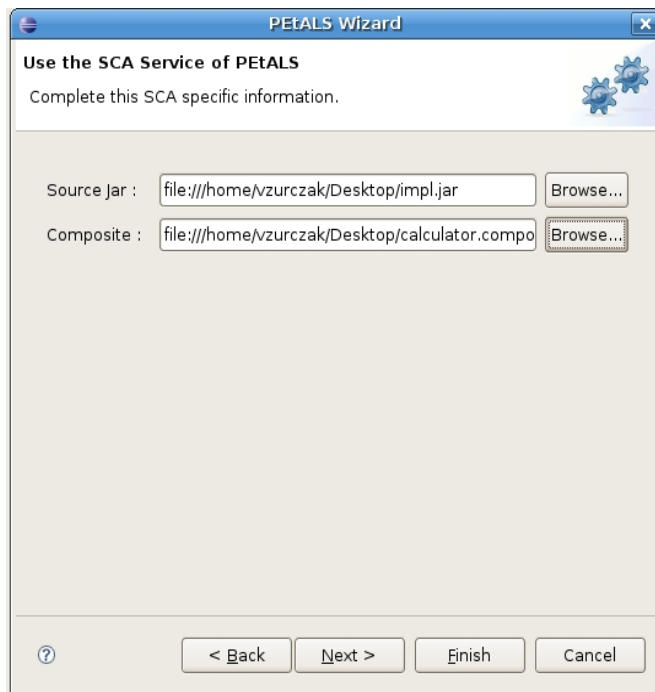 PEtALS Wizard
Use the SCA Service of PEtALS
Complete this SCA specific information.
Source Jar : file:///home/vzurczak/Desktop/impl.jar Browse...
Composite : file:///home/vzurczak/Desktop/calculator.compo Browse...
< Back Next > Finish Cancel